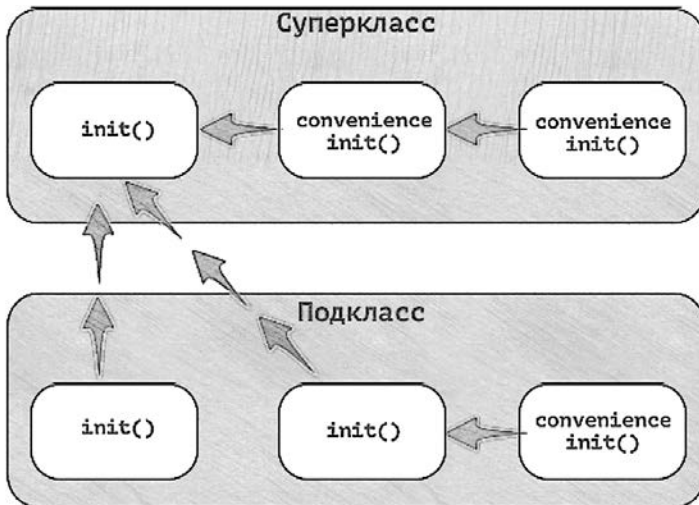 Суперкласс
init()
convenience
init()
convenience
init()
Подкласс
init()
init()
convenience
init()